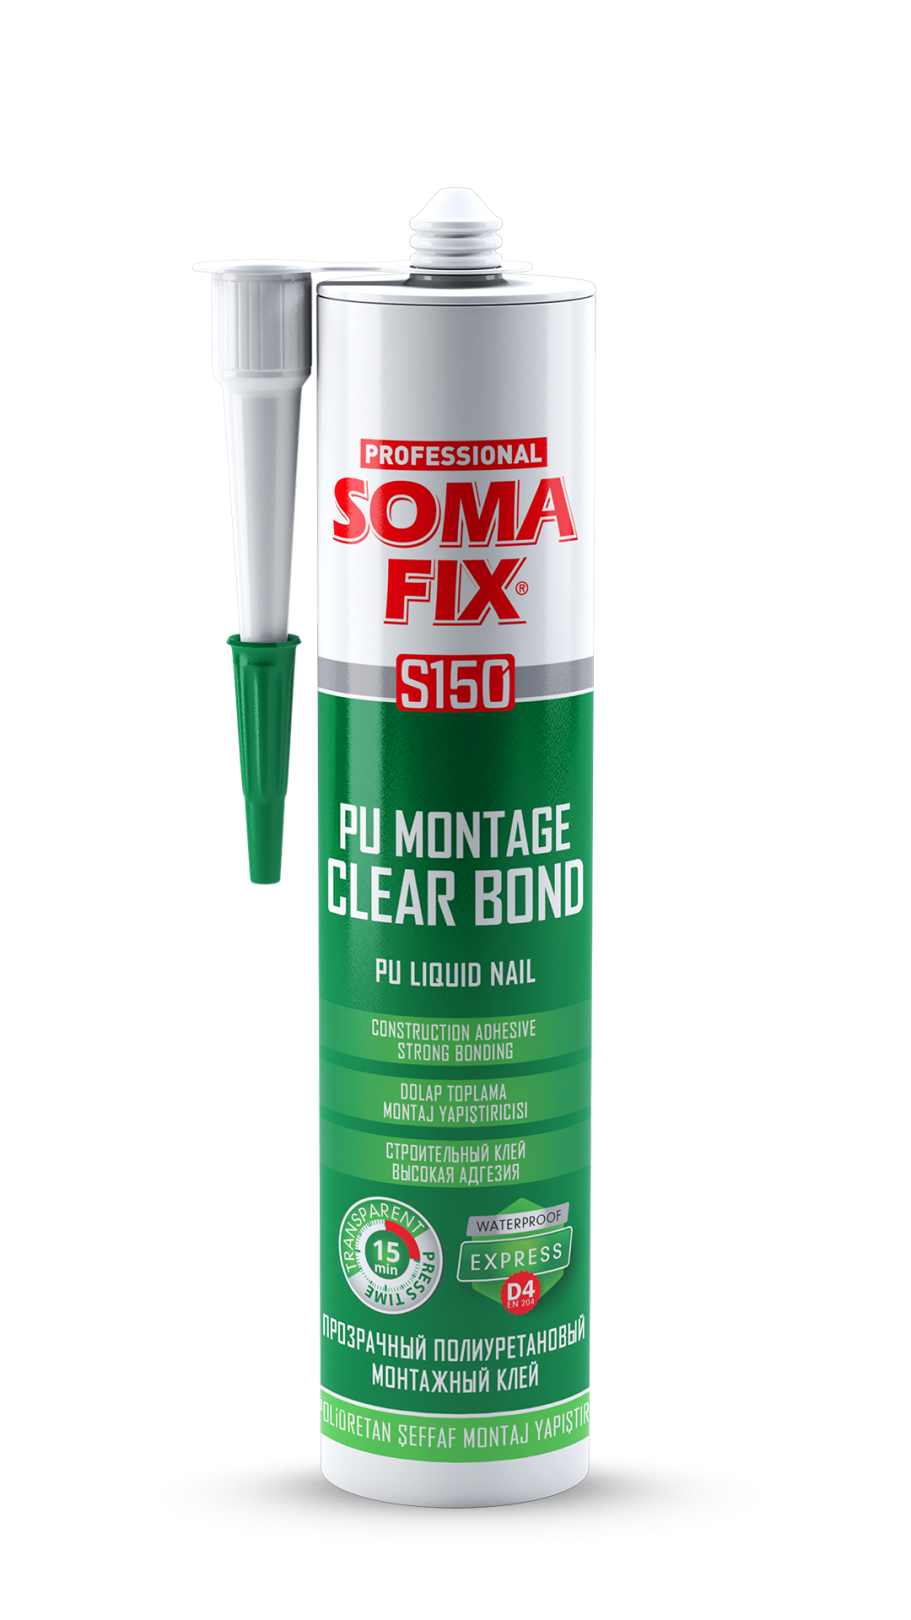 PROFESSIONAL
SOMA
FIX®
S150
PU MONTAGE
CLEAR BOND
PU LIQUID NAIL
CONSTRUCTION ADHESIVE
STRONG BONDING
DOLAP TOPLAMA
MONTAJ YAPIŞTIRICISI
СТРОИТЕЛЬНЫЙ КЛЕЙ
ВЫСОКАЯ АДГЕЗИЯ
TRANSPARENT
15
min
PRESS TIME
WATERPROOF
EXPRESS
D4
EN 204
ПРОЗРАЧНЫЙ ПОЛИУРЕТАНОВЫЙ
МОНТАЖНЫЙ КЛЕЙ
POLİÜRETAN ŞEFFAF MONTAJ YAPIŞTIR